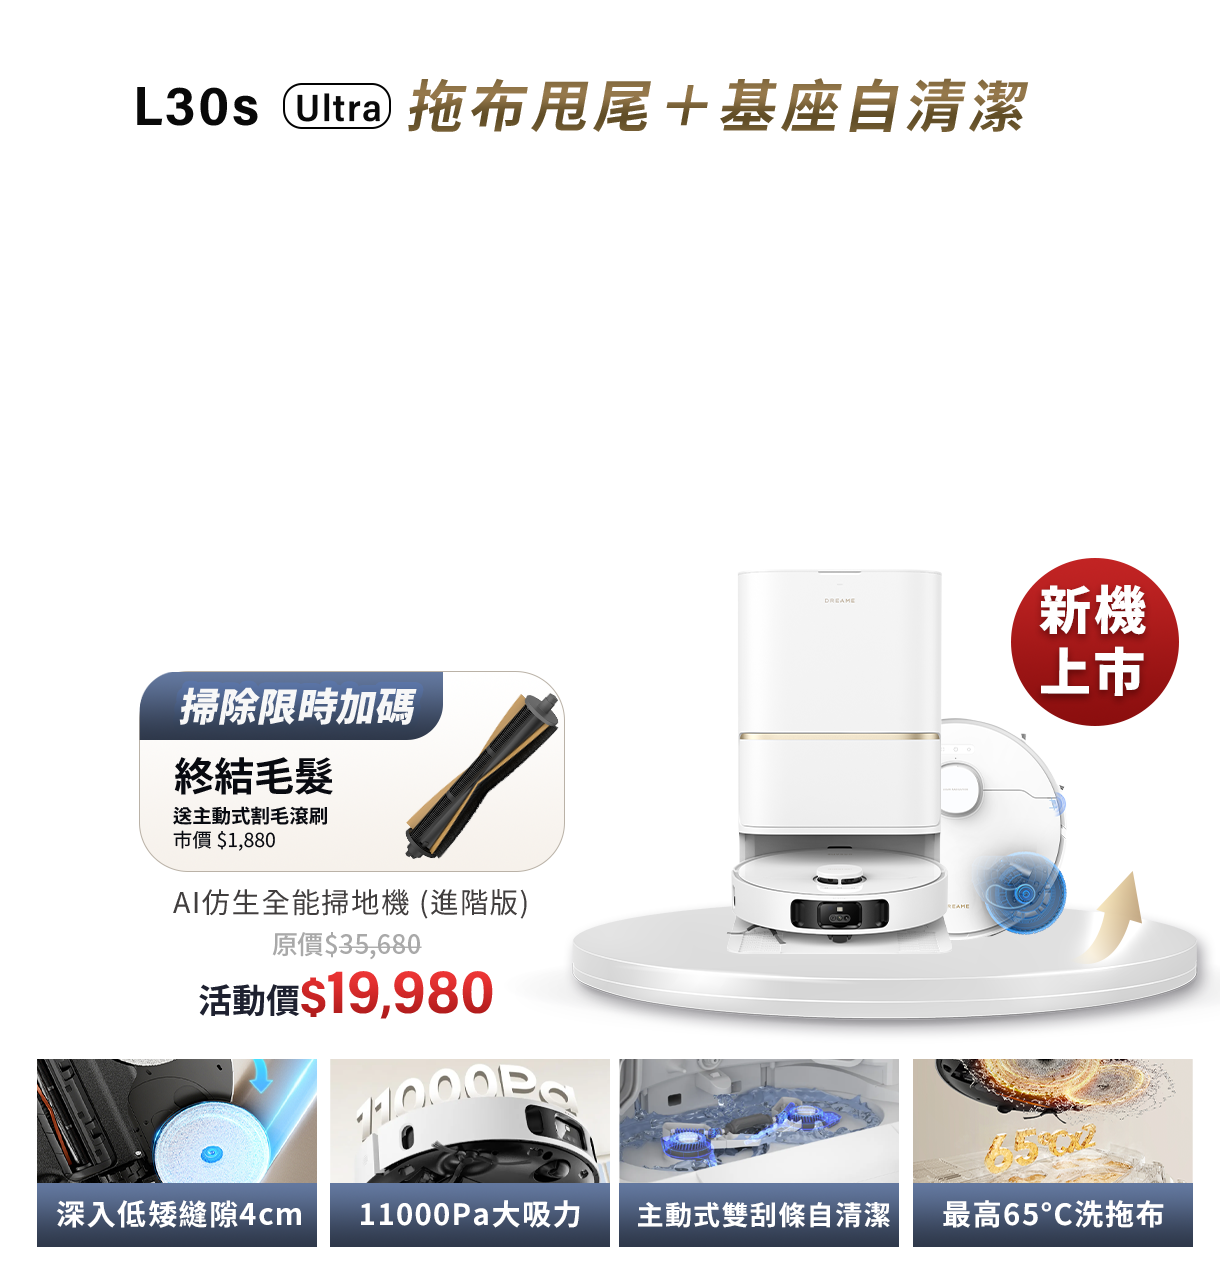 L30s Ultra 拖布甩尾＋基座自清潔
新機
上市
DREAME
掃除限時加碼
終結毛髮
送主動式割毛滾刷
市價 $1,880
AI仿生全能掃地機 (進階版)
原價$35,680
活動價$19,980
11000Pa
65°C
深入低矮縫隙4cm
11000Pa大吸力
主動式雙刮條自清潔
最高65°C洗拖布